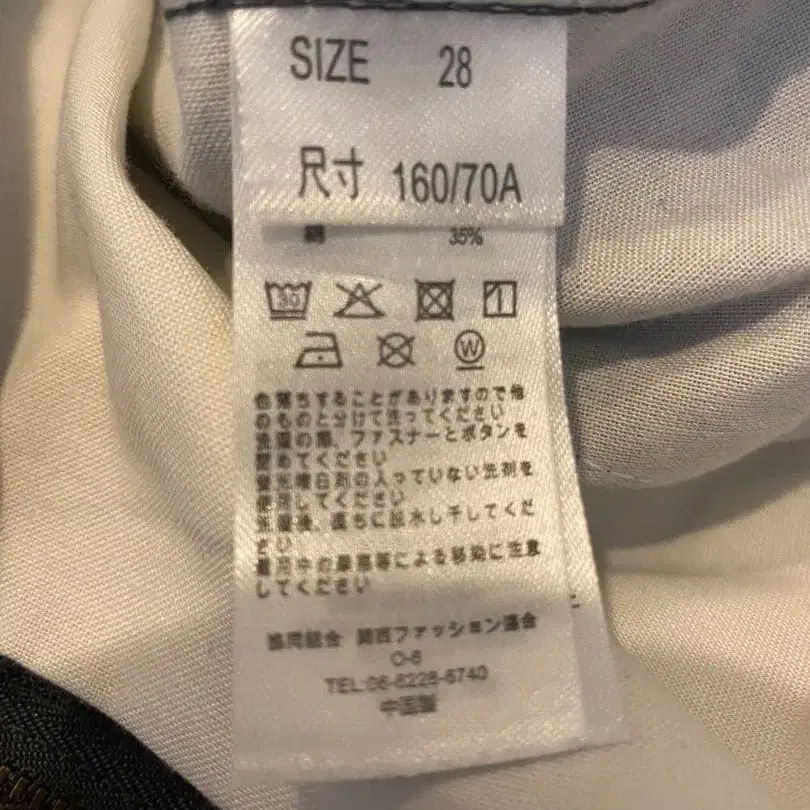 SIZE 28
尺寸 160/70A
綿 35%
30
W
色落ちすることがありますので他
のものと分けて洗ってください
洗濯の際、ファスナーとボタンを
閉めてください
蛍光増白剤の入っていない洗剤を
使用してください
洗濯後、直ちに脱水し干してくだ
さい
着用中の摩擦等による移染に注意
してください
協同組合 関西ファッション連合
O-6
TEL:06-6228-6740
中国製